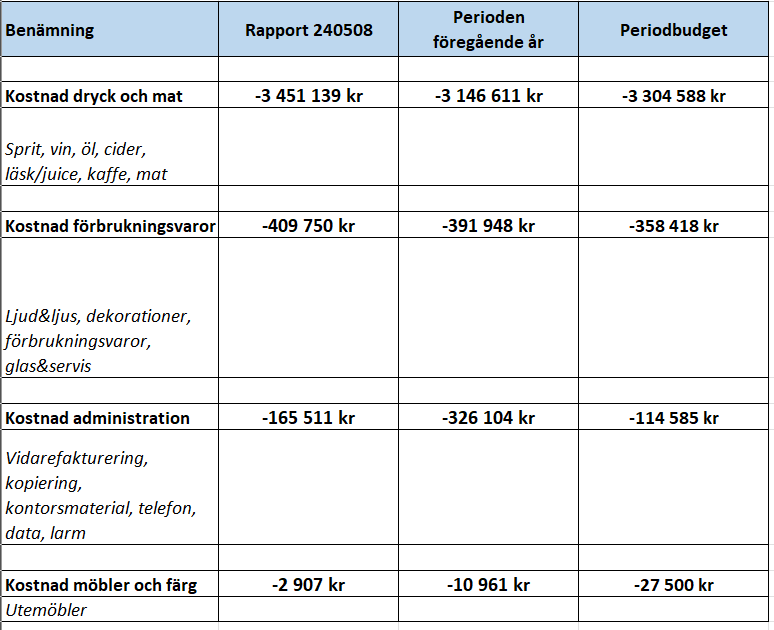 Benämning Rapport 240508 Perioden föregående år Periodbudget
Kostnad dryck och mat -3 451 139 kr -3 146 611 kr -3 304 588 kr
Sprit, vin, öl, cider,
läsk/juice, kaffe, mat
Kostnad förbrukningsvaror -409 750 kr -391 948 kr -358 418 kr
Ljud&ljus, dekorationer,
förbrukningsvaror,
glas&servis
Kostnad administration -165 511 kr -326 104 kr -114 585 kr
Vidarefakturering,
kopiering,
kontorsmaterial, telefon,
data, larm
Kostnad möbler och färg -2 907 kr -10 961 kr -27 500 kr
Utemöbler